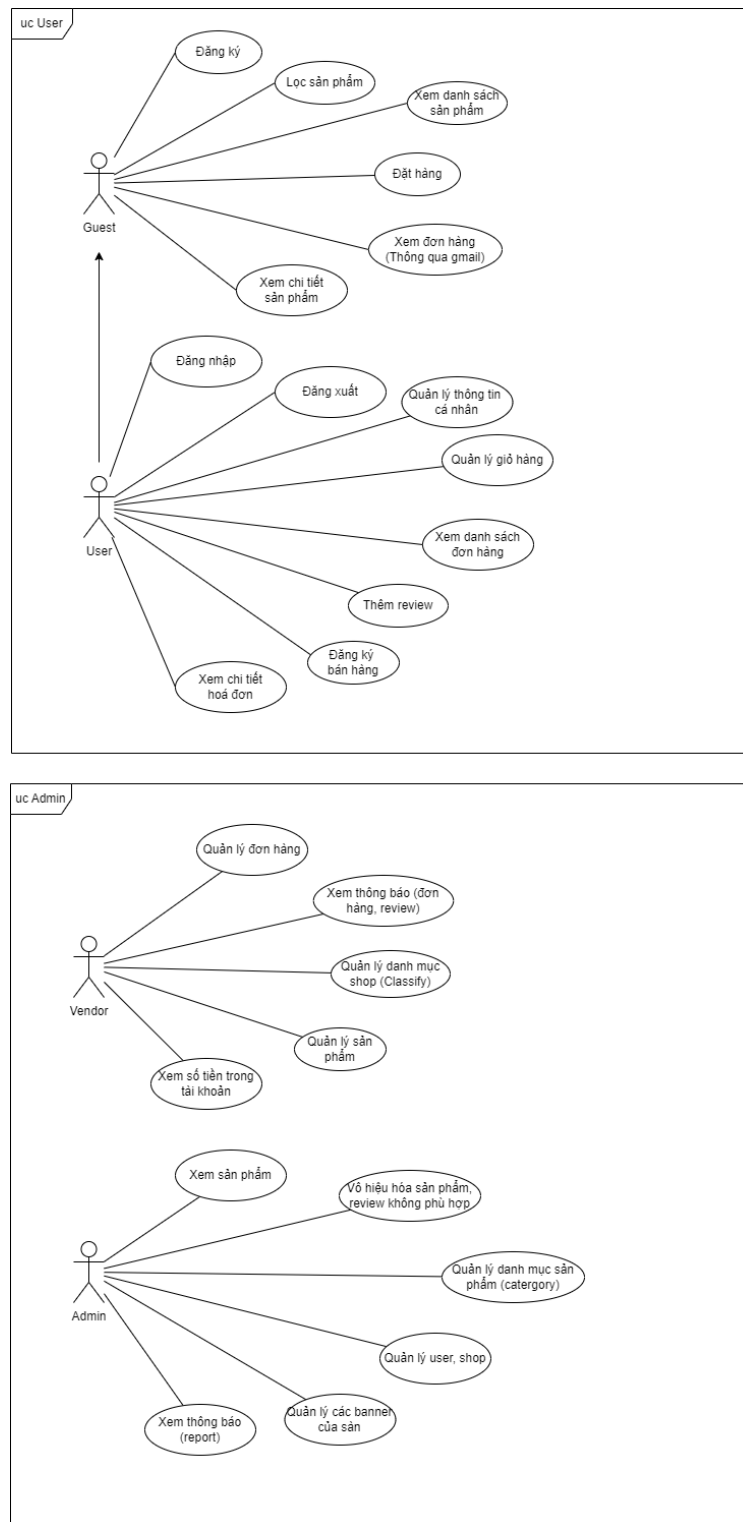 uc User
Đăng ký
Lọc sản phẩm
Xem danh sách
sản phẩm
Đặt hàng
Guest
Xem đơn hàng
(Thông qua gmail)
Xem chi tiết
sản phẩm
Đăng nhập
Đăng xuất
Quản lý thông tin
cá nhân
Quản lý giỏ hàng
User
Xem danh sách
đơn hàng
Thêm review
Đăng ký
bán hàng
Xem chi tiết
hoá đơn
uc Admin
Quản lý đơn hàng
Xem thông báo (đơn
hàng, review)
Quản lý danh mục
shop (Classify)
Vendor
Quản lý sản
phẩm
Xem số tiền trong
tài khoản
Xem sản phẩm
Vô hiệu hóa sản phẩm,
review không phù hợp
Quản lý danh mục sản
phẩm (catergory)
Admin
Quản lý user, shop
Quản lý các banner
của sàn
Xem thông báo
(report)